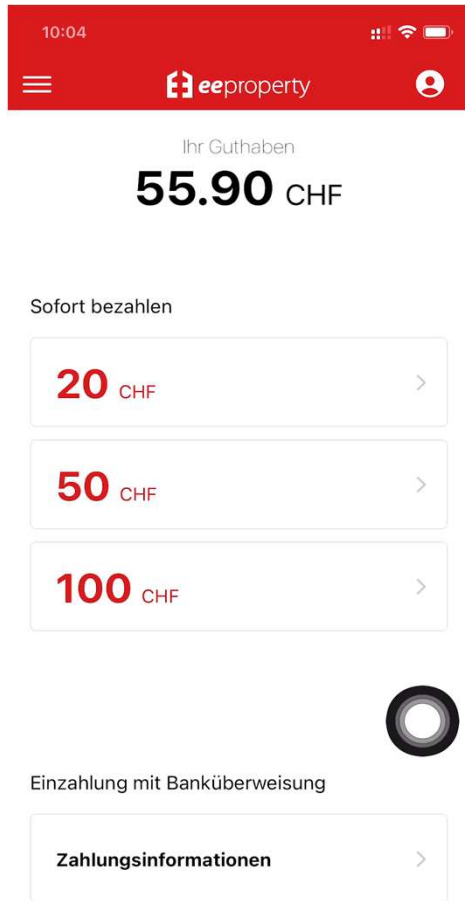 10:04
eeproperty
Ihr Guthaben
55.90 CHF
Sofort bezahlen
20 CHF
50 CHF
100 CHF
Einzahlung mit Banküberweisung
Zahlungsinformationen